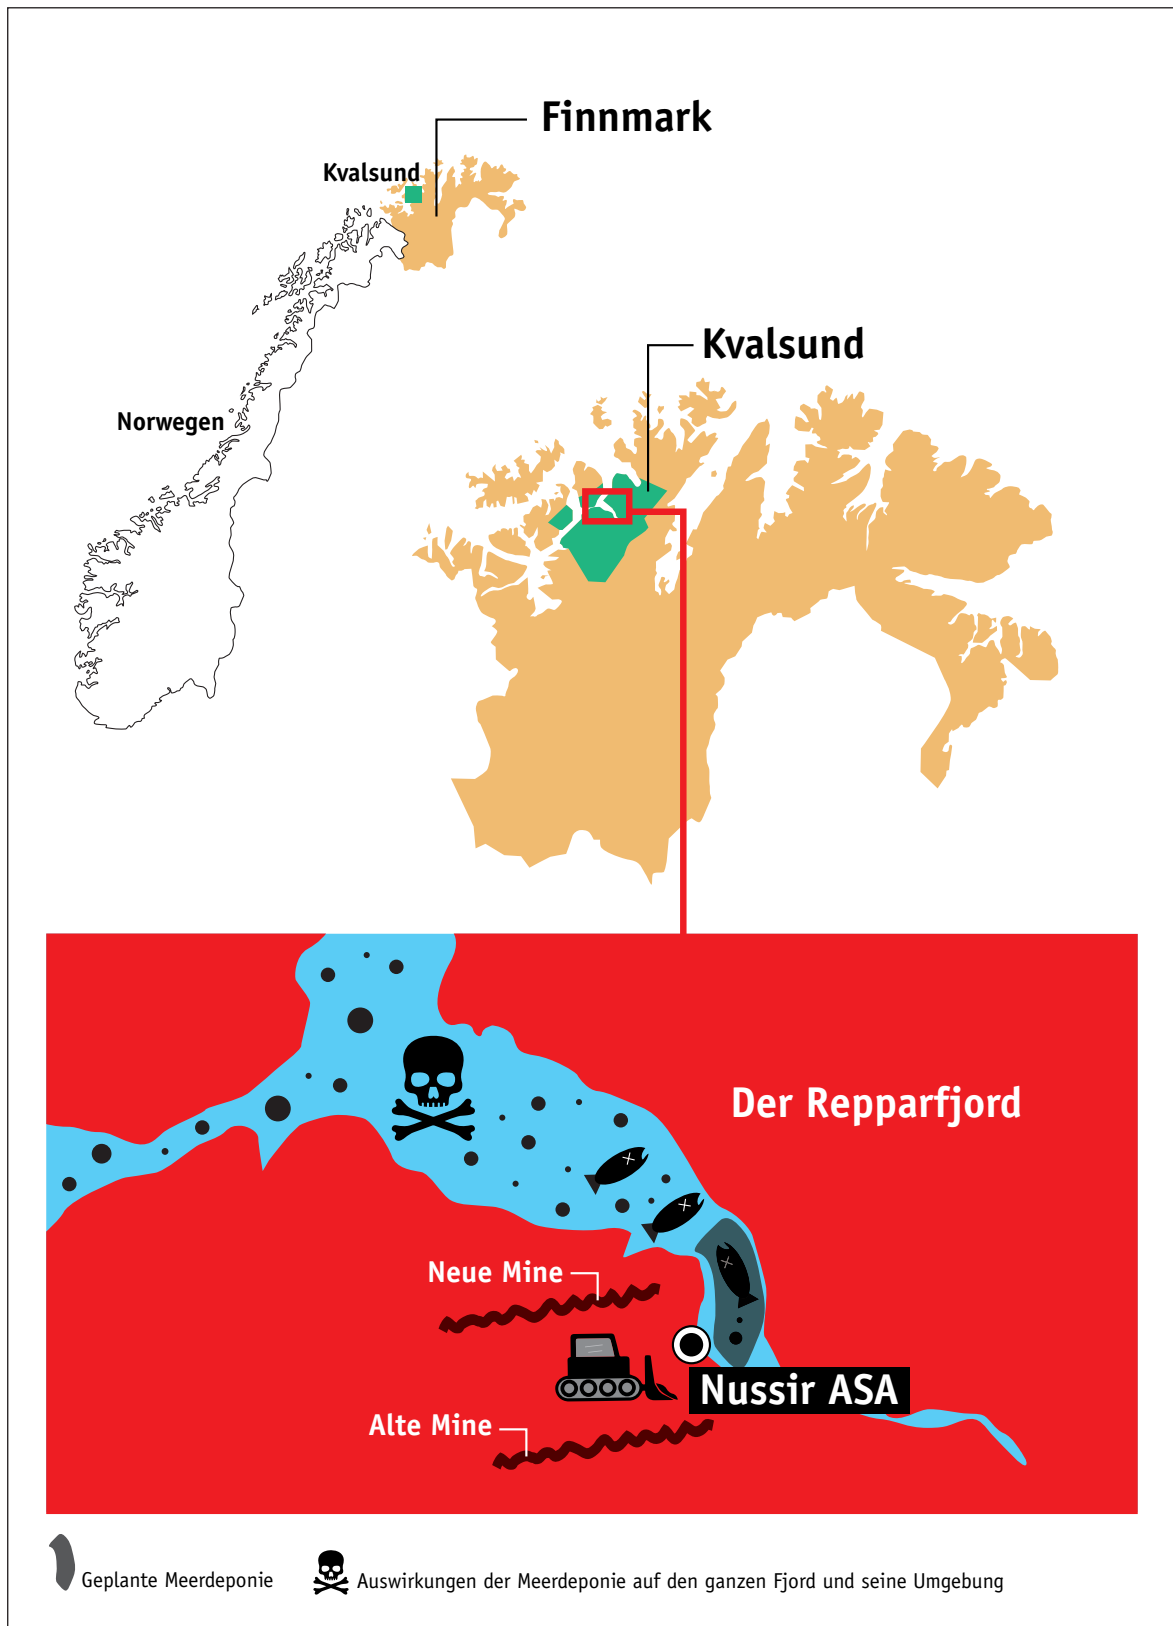 Finnmark
Kvalsund
Kvalsund
Norwegen
Der Repparfjord
Neue Mine
Nussir ASA
Alte Mine
Geplante Meerdeponie
Auswirkungen der Meerdeponie auf den ganzen Fjord und seine Umgebung